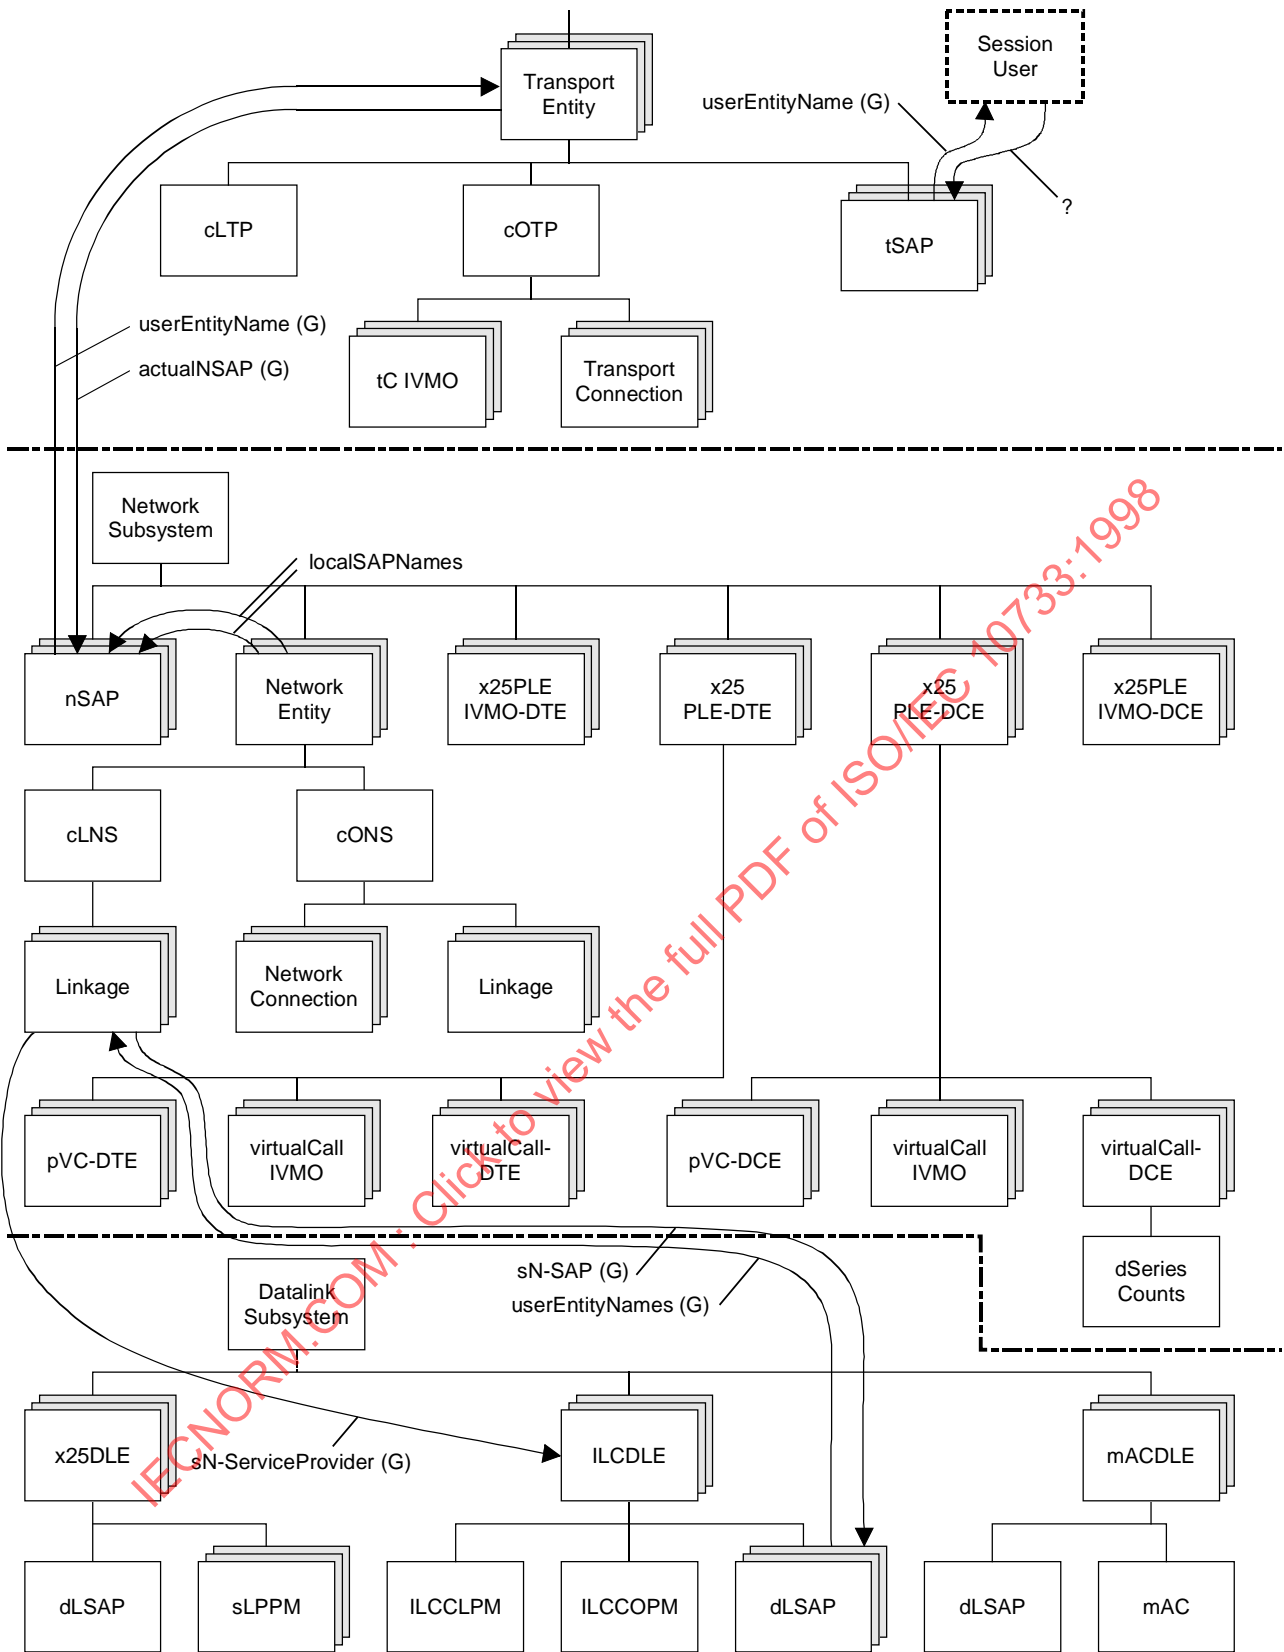 Session
User
Transport
Entity
userEntityName (G)
?
cLTP
cOTP
tSAP
userEntityName (G)
actualNSAP (G)
tC IVMO
Transport
Connection
Network
Subsystem
localSAPNames
nSAP
Network
Entity
x25PLE
IVMO-DTE
x25
PLE-DTE
x25
PLE-DCE
x25PLE
IVMO-DCE
cLNS
cONS
Linkage
Network
Connection
Linkage
pVC-DTE
virtualCall
IVMO
virtualCall-
DTE
pVC-DCE
virtualCall
IVMO
virtualCall-
DCE
sN-SAP (G)
userEntityNames (G)
dSeries
Counts
Datalink
Subsystem
x25DLE
sN-ServiceProvider (G)
lLCDLE
mACDLE
dLSAP
sLPPM
lLCCLPM
lLCCOPM
dLSAP
dLSAP
mAC
IECNORM.COM : Click to view the full PDF of ISO/IEC 10733:1998